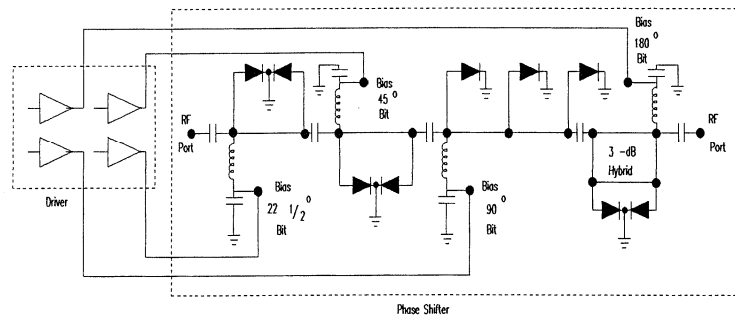 Bias
180 °
Bit
Bias
45 °
Bit
RF
Port
RF
Port
3 -dB
Hybrid
Bias
22 1/2 °
Bit
Bias
90 °
Bit
Driver
Phase Shifter